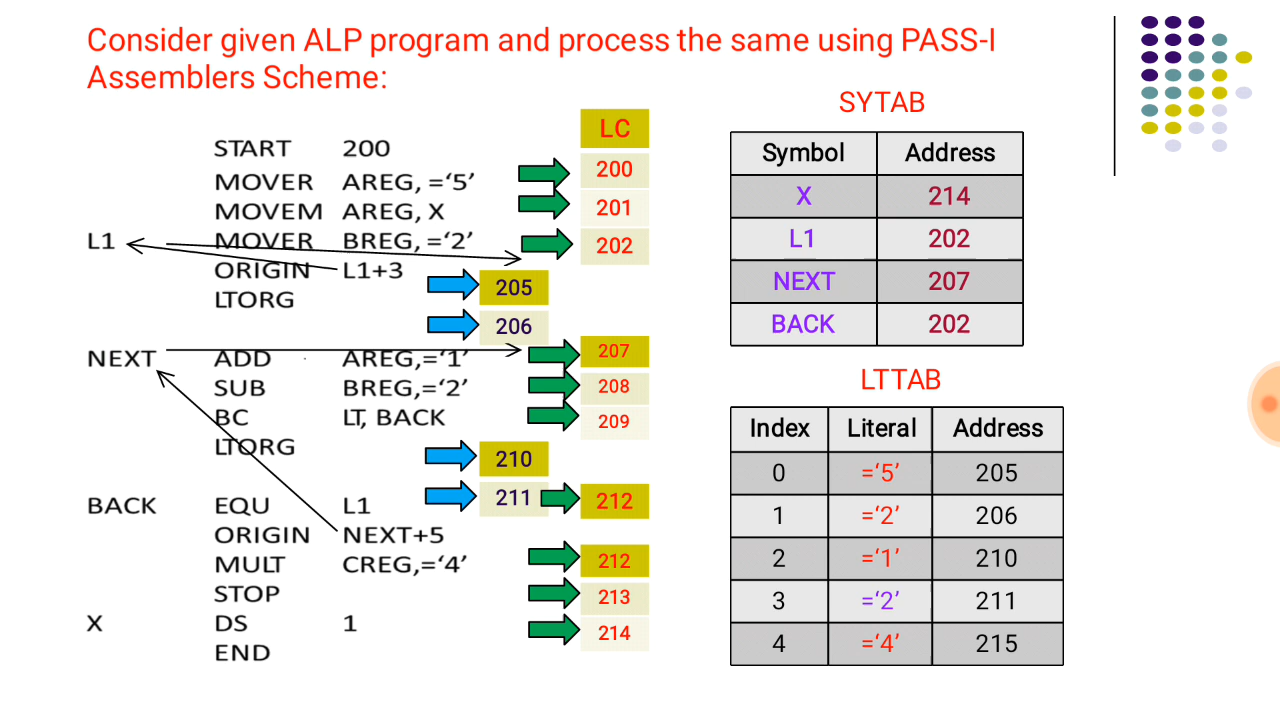 Consider given ALP program and process the same using PASS-I
Assemblers Scheme:
LC
START 200
MOVER AREG, =‘5’ 200
MOVEM AREG, X 201
L1 MOVER BREG, =‘2’ 202
ORIGIN L1+3
205
LTORG
206
NEXT ADD AREG,=‘1’ 207
SUB BREG,=‘2’ 208
BC LT, BACK 209
LTORG
210
211 212
BACK EQU L1
ORIGIN NEXT+5
MULT CREG,=‘4’ 212
STOP 213
X DS 1 214
END
SYTAB
Symbol Address
X 214
L1 202
NEXT 207
BACK 202
LTTAB
Index Literal Address
0 =‘5’ 205
1 =‘2’ 206
2 =‘1’ 210
3 =‘2’ 211
4 =‘4’ 215